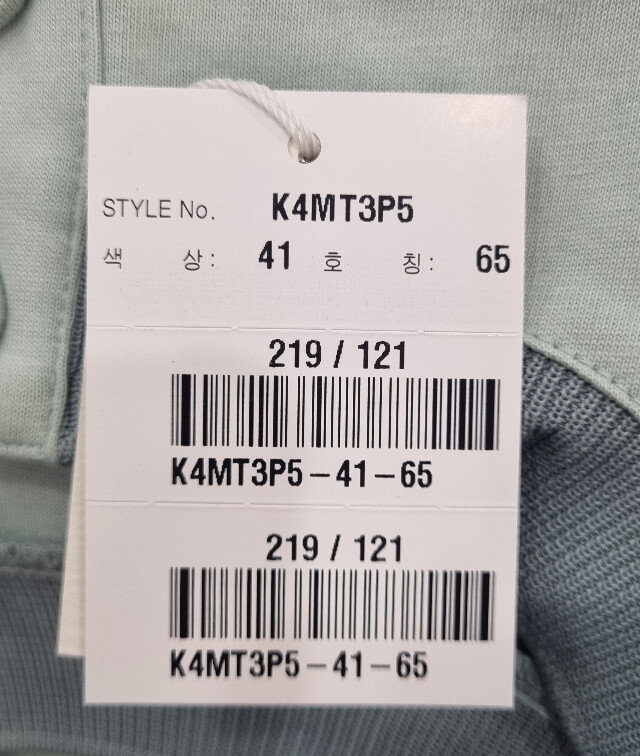 STYLE No. K4MT3P5
색 상 : 41 호 칭 : 65
219 / 121
K4MT3P5-41-65
219 / 121
K4MT3P5-41-65